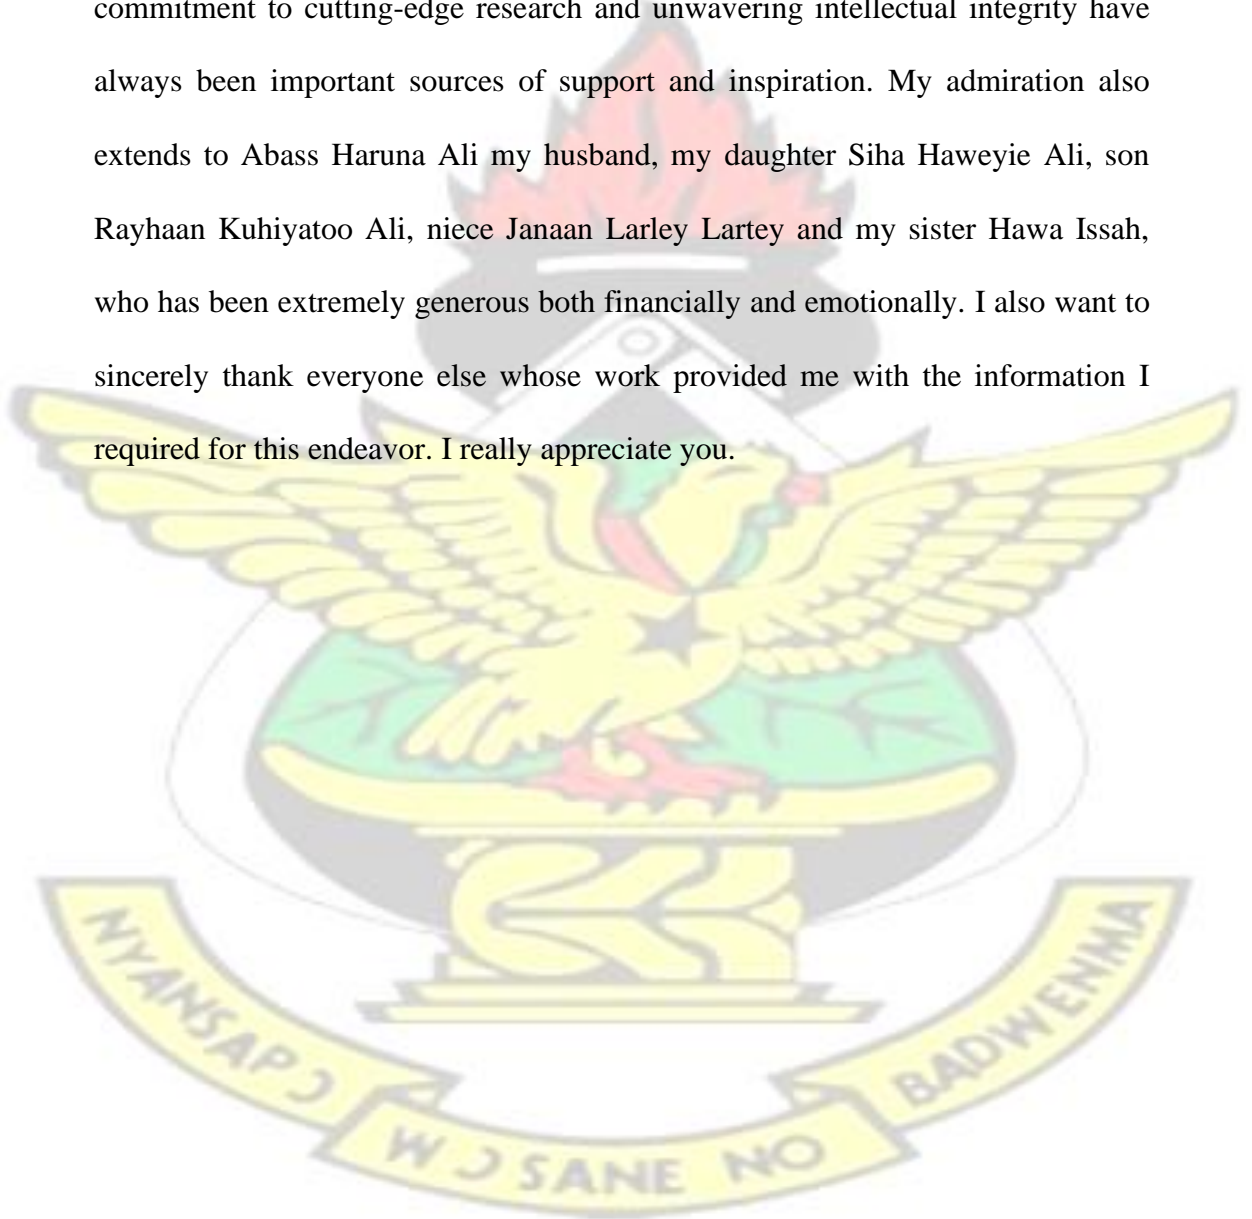 commitment to cutting-edge research and unwavering intellectual integrity have
always been important sources of support and inspiration. My admiration also
extends to Abass Haruna Ali my husband, my daughter Siha Haweyie Ali, son
Rayhaan Kuhiyatoo Ali, niece Janaan Larley Lartey and my sister Hawa Issah,
who has been extremely generous both financially and emotionally. I also want to
sincerely thank everyone else whose work provided me with the information I
required for this endeavor. I really appreciate you.
NYANSAPƆ
WƆSANE NO
BADWENMA